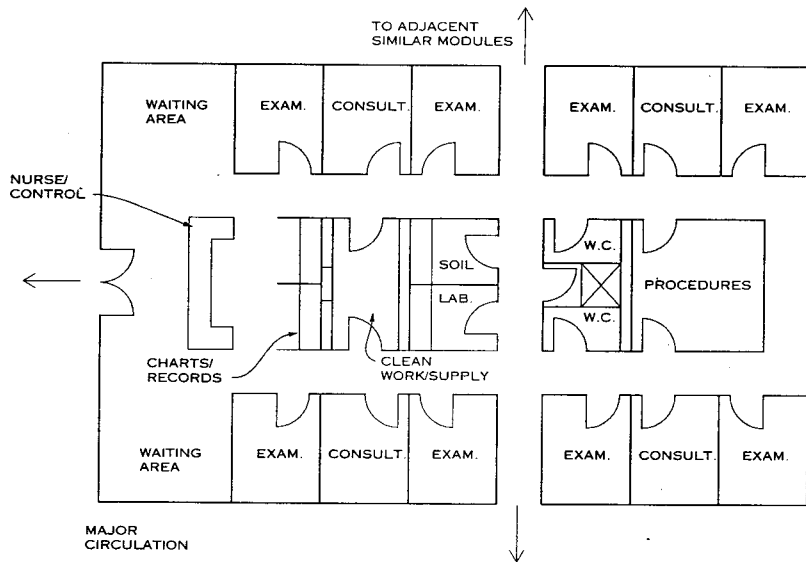 TO ADJACENT
SIMILAR MODULES
WAITING
AREA
EXAM.
CONSULT.
EXAM.
EXAM.
CONSULT.
EXAM.
NURSE/
CONTROL
W.C.
SOIL
LAB.
PROCEDURES
W.C.
CHARTS/
RECORDS
CLEAN
WORK/SUPPLY
WAITING
AREA
EXAM.
CONSULT.
EXAM.
EXAM.
CONSULT.
EXAM.
MAJOR
CIRCULATION